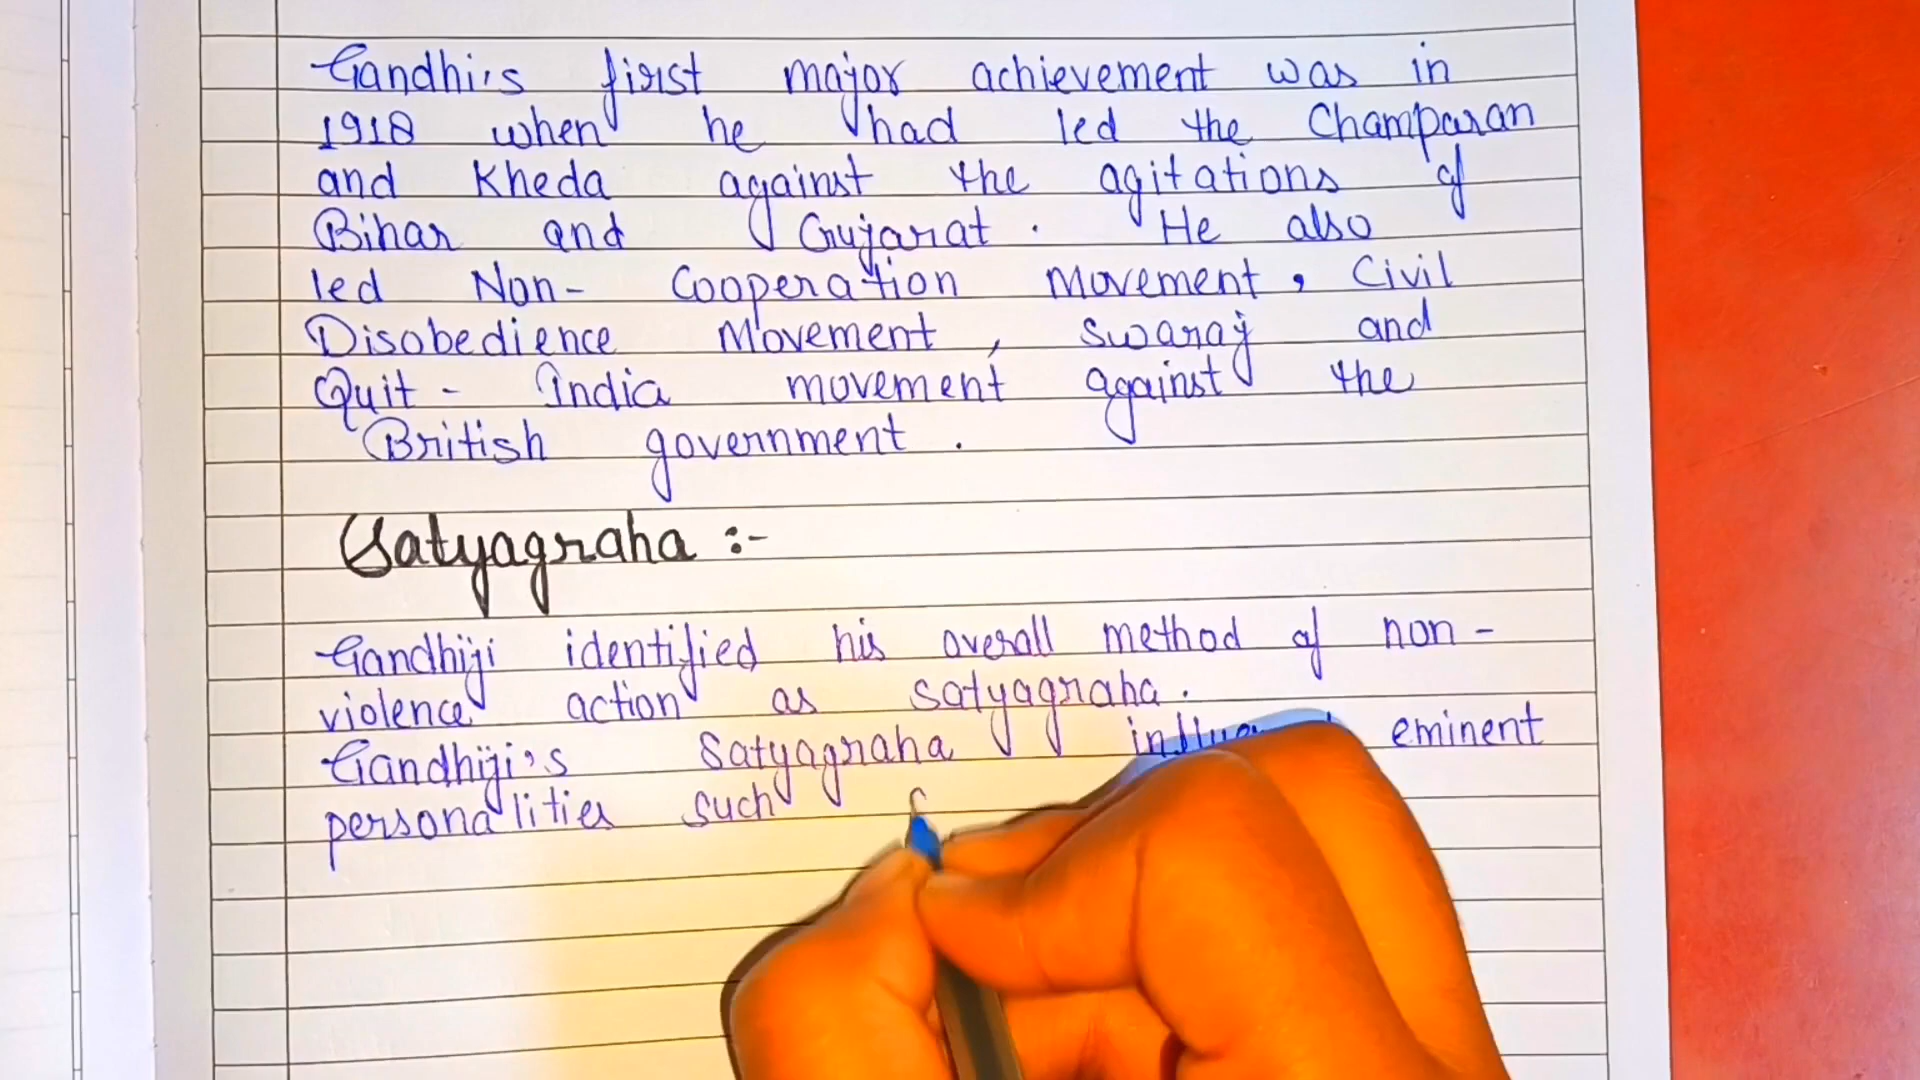 Gandhi's first major achievement was in
1918 when he had led the Champaran
and Kheda against the agitations of
Bihar and Gujarat . He also
led Non- Cooperation Movement , Civil
Disobedience Movement , swaraj and
Quit - India movement against the
British government .
Satyagraha :-
Gandhiji identified his overall method of non -
violence action as satyagraha .
Gandhiji's Satyagraha eminent
personalities such